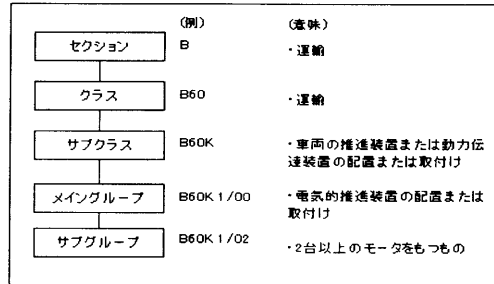 (例) (意味)
セクション B ・運輸
クラス B60 ・運輸
サブクラス B60K ・車両の推進装置または動力伝
達装置の配置または取付け
メイングループ B60K 1/00 ・電気的推進装置の配置または
取付け
サブグループ B60K 1/02 ・2台以上のモータをもつもの